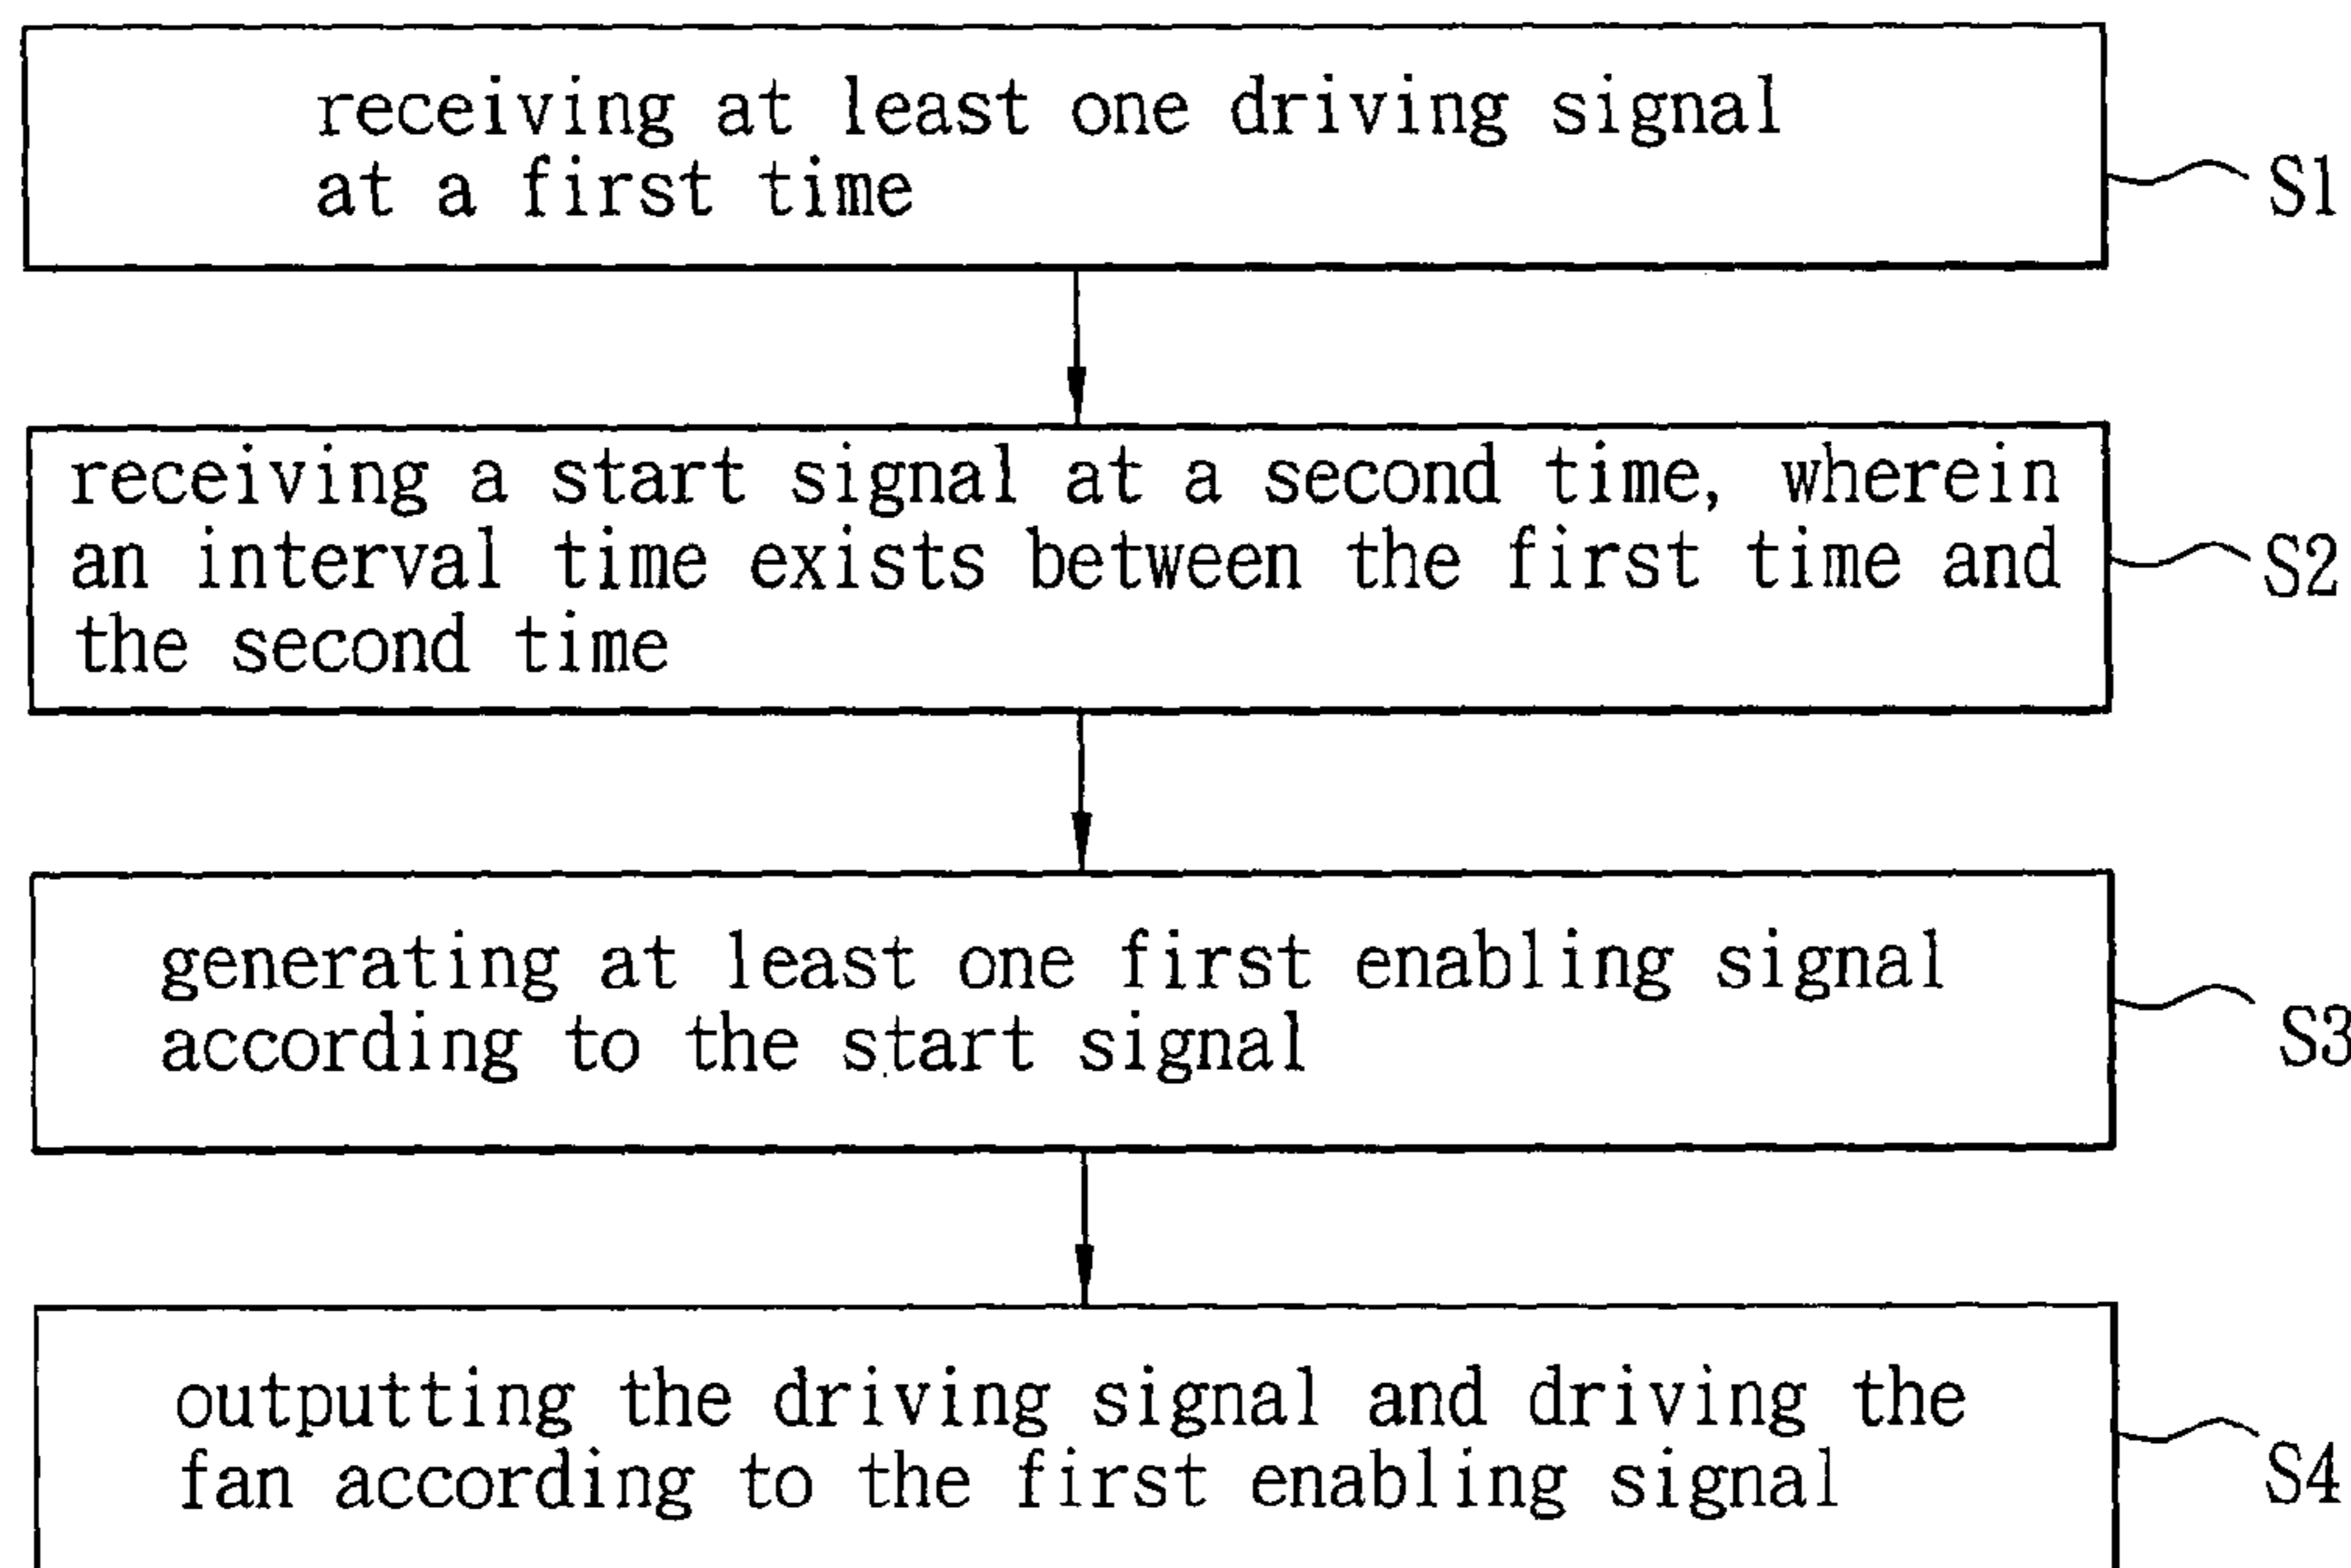 receiving at least one driving signal
at a first time
S1
receiving a start signal at a second time, wherein
an interval time exists between the first time and
the second time
S2
generating at least one first enabling signal
according to the start signal
S3
outputting the driving signal and driving the
fan according to the first enabling signal
S4